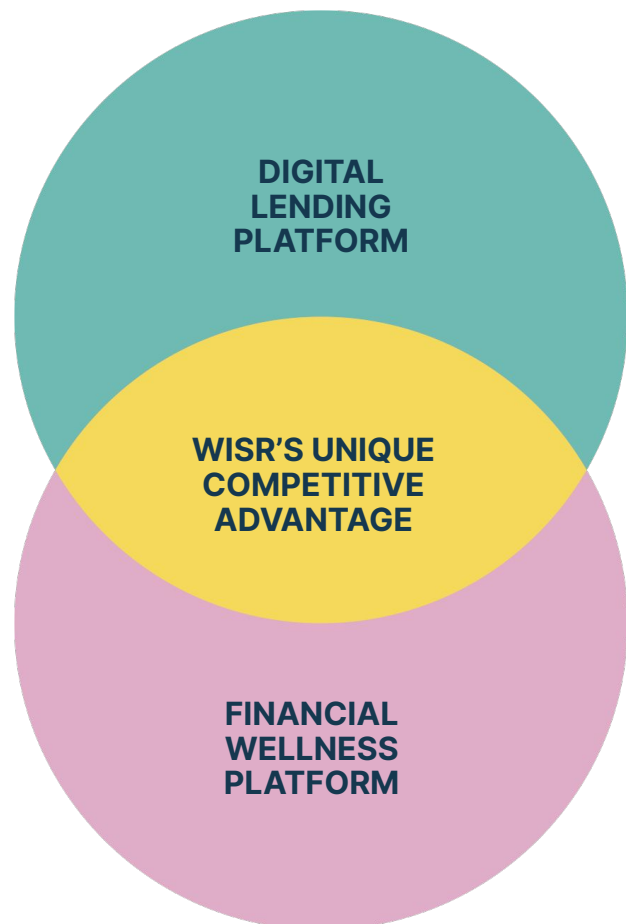 DIGITAL
LENDING
PLATFORM
WISR’S UNIQUE
COMPETITIVE
ADVANTAGE
FINANCIAL
WELLNESS
PLATFORM